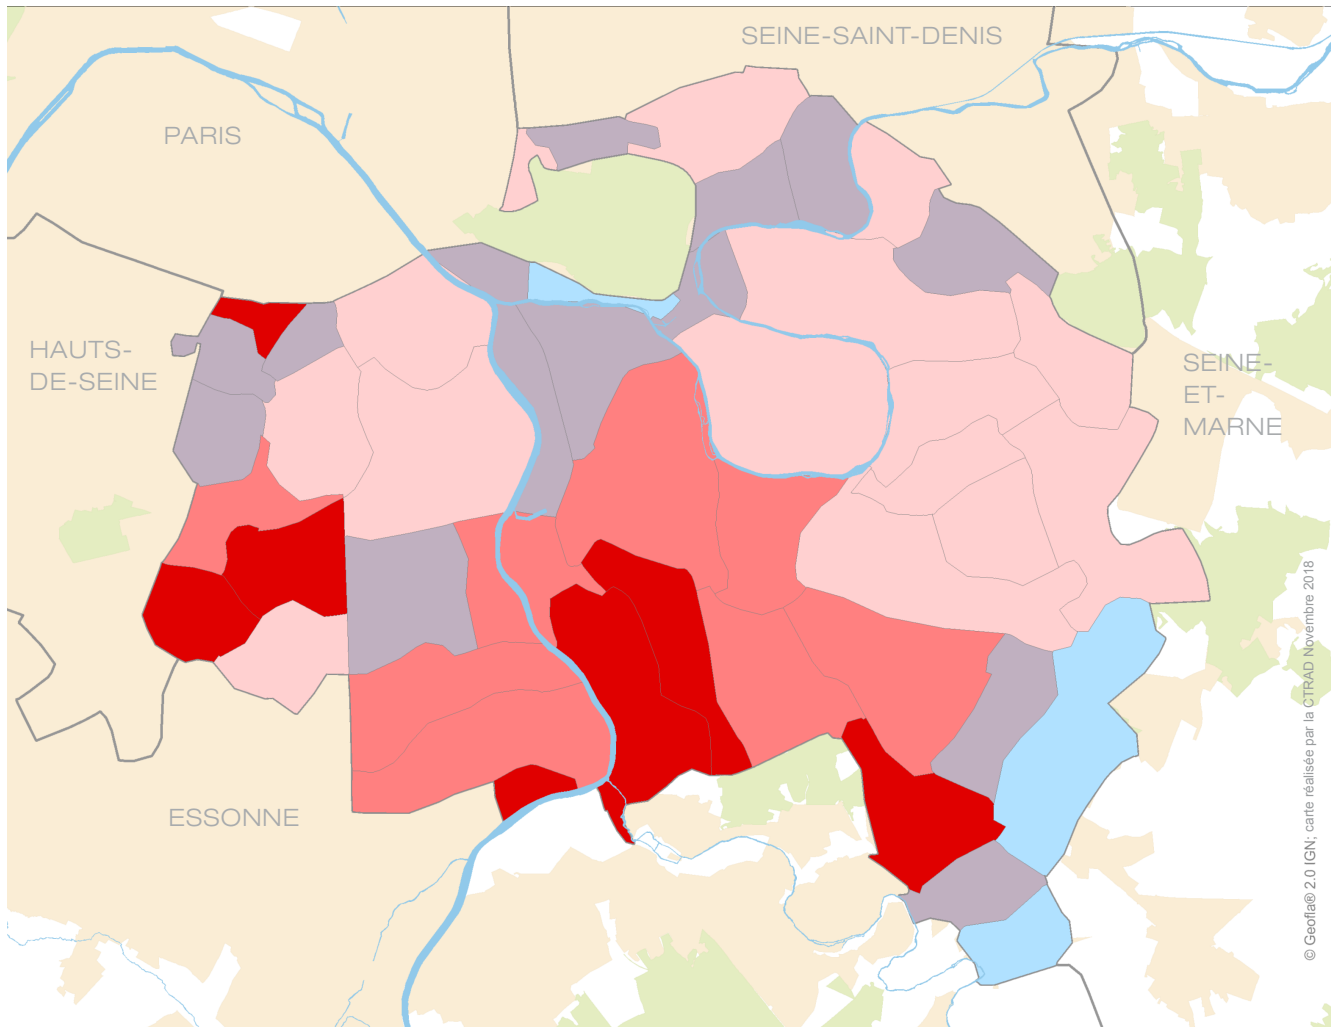 SEINE-SAINT-DENIS
PARIS
HAUTS-
DE-SEINE
SEINE-
ET-
MARNE
ESSONNE
© Geofla® 2.0 IGN; carte réalisée par la CTRAD Novembre 2018